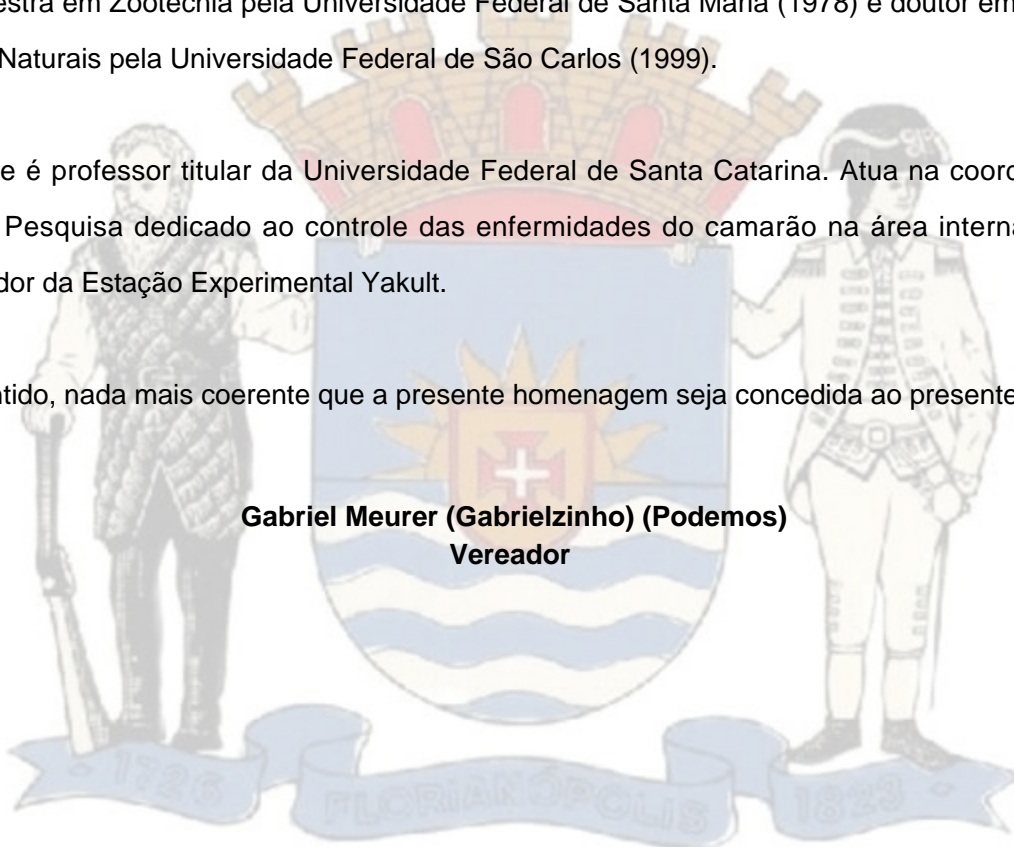 estra em Zootecnia pela Universidade Federal de Santa Maria (1978) e doutor em
Naturais pela Universidade Federal de São Carlos (1999).
e é professor titular da Universidade Federal de Santa Catarina. Atua na coord
Pesquisa dedicado ao controle das enfermidades do camarão na área interna
dor da Estação Experimental Yakult.
ntido, nada mais coerente que a presente homenagem seja concedida ao presente
Gabriel Meurer (Gabrielzinho) (Podemos)
Vereador
- 1726 FLORIANÓPOLIS 1823 -